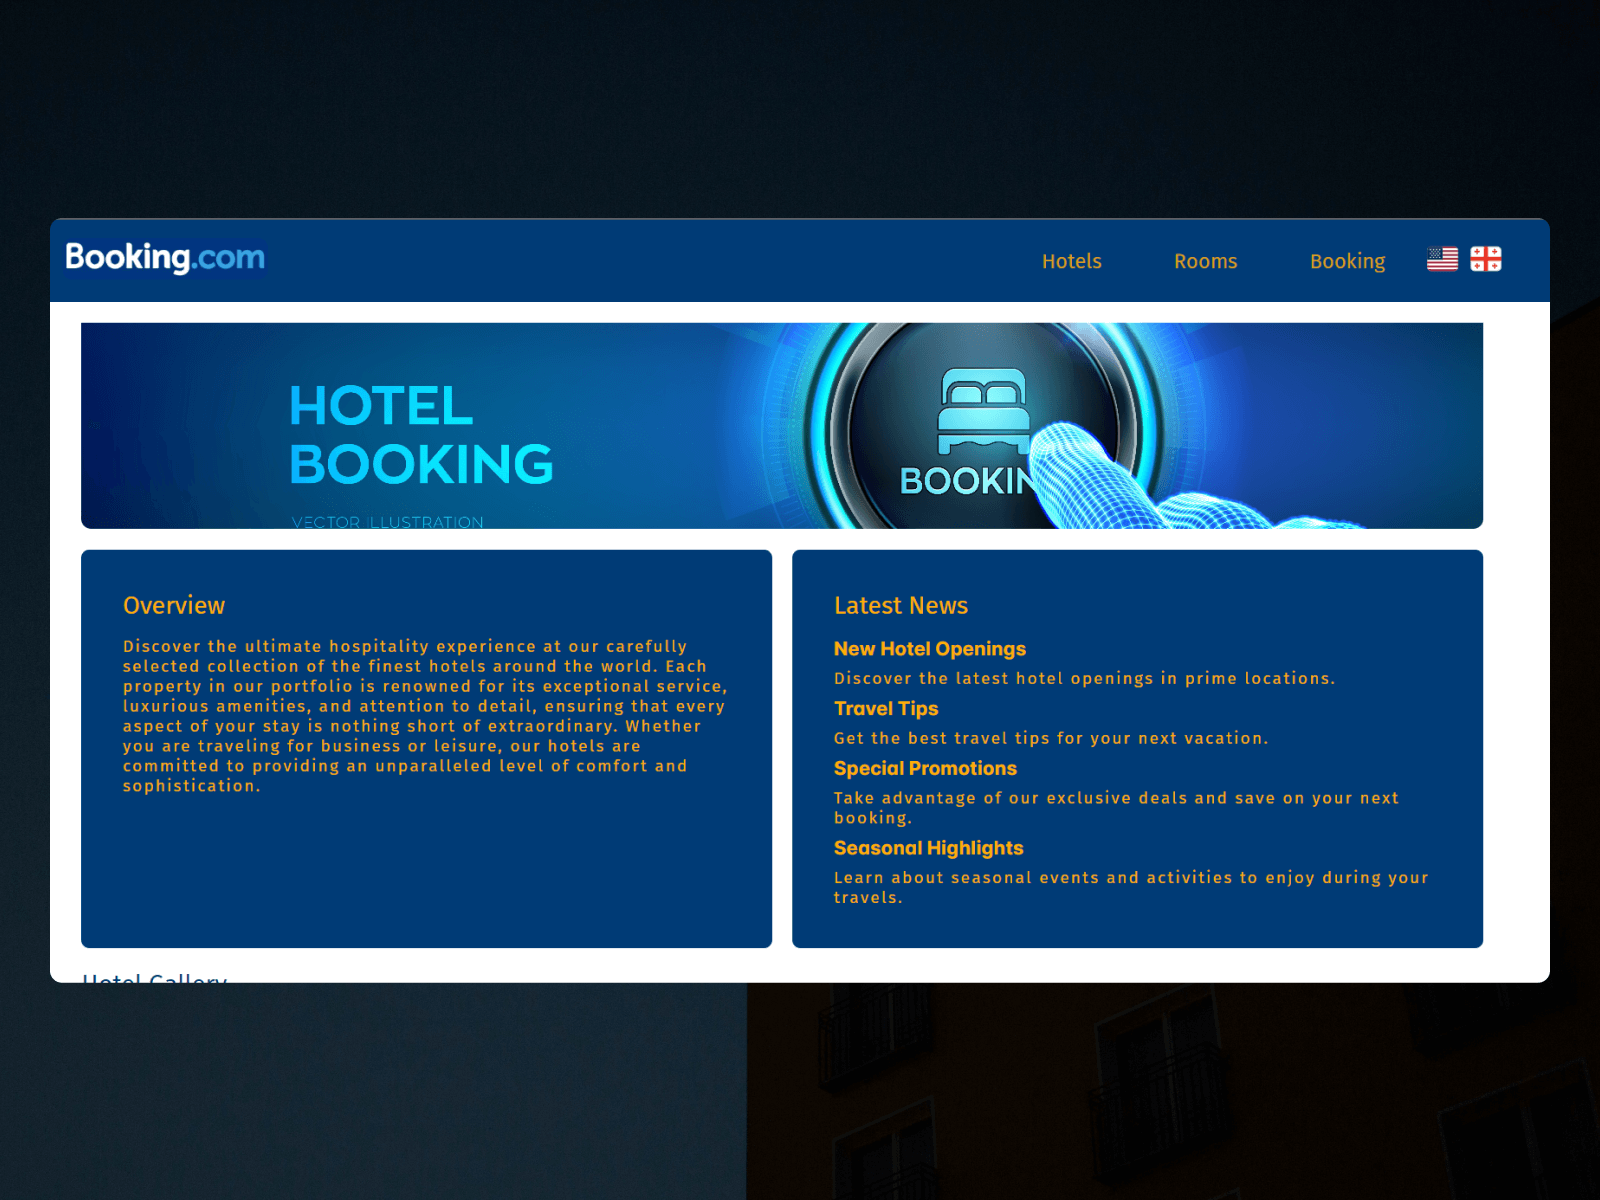 Booking.com
Hotels
Rooms
Booking
HOTEL
BOOKING
VECTOR ILLUSTRATION
BOOKIN
Overview
Discover the ultimate hospitality experience at our carefully
selected collection of the finest hotels around the world. Each
property in our portfolio is renowned for its exceptional service,
luxurious amenities, and attention to detail, ensuring that every
aspect of your stay is nothing short of extraordinary. Whether
you are traveling for business or leisure, our hotels are
committed to providing an unparalleled level of comfort and
sophistication.
Latest News
New Hotel Openings
Discover the latest hotel openings in prime locations.
Travel Tips
Get the best travel tips for your next vacation.
Special Promotions
Take advantage of our exclusive deals and save on your next
booking.
Seasonal Highlights
Learn about seasonal events and activities to enjoy during your
travels.
Hotel Gallery